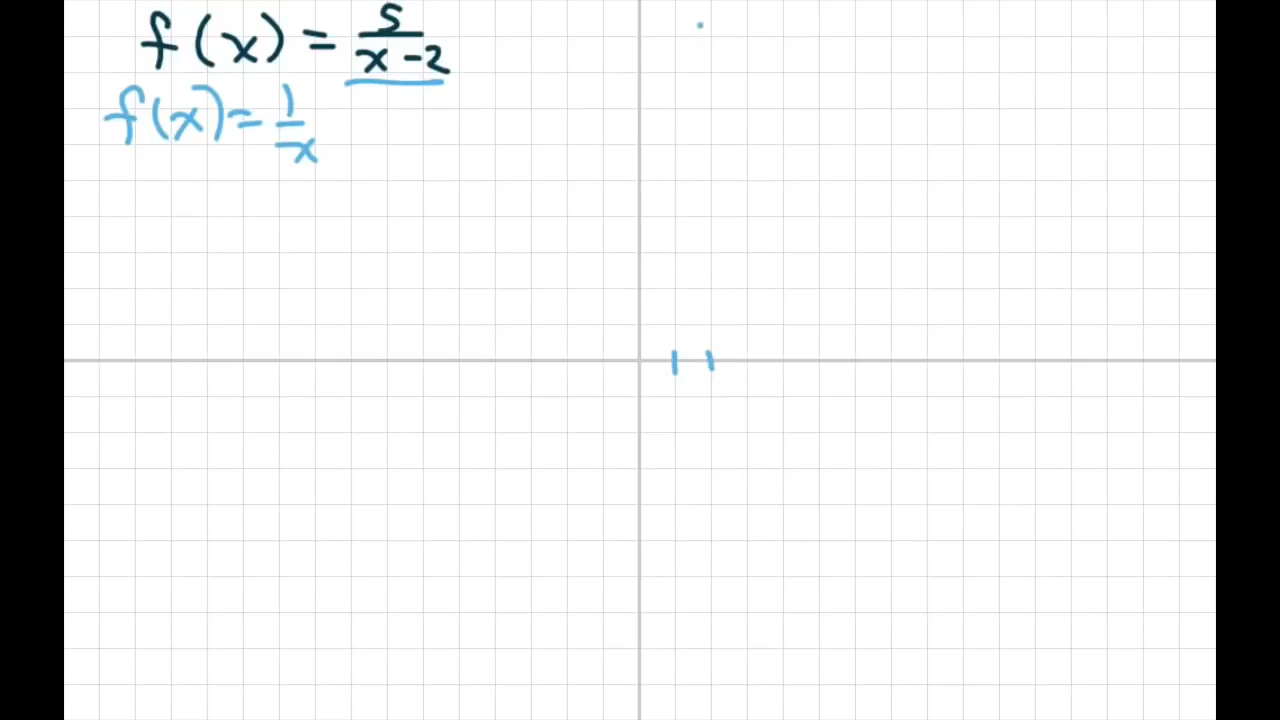 f(x) = 5/(x-2)
f(x) = 1/x